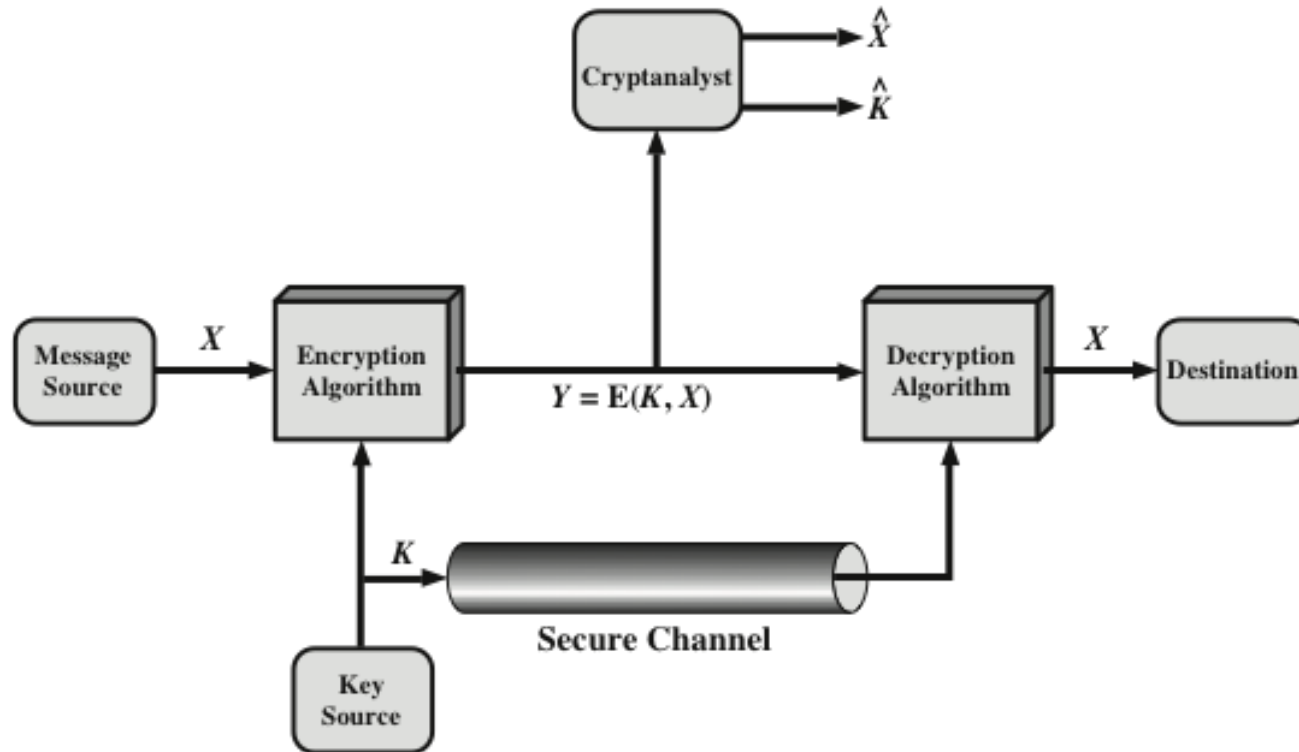 X̂
Cryptanalyst
K̂
Message
Source
X
Encryption
Algorithm
Y = E(K, X)
Decryption
Algorithm
X
Destination
K
Secure Channel
Key
Source